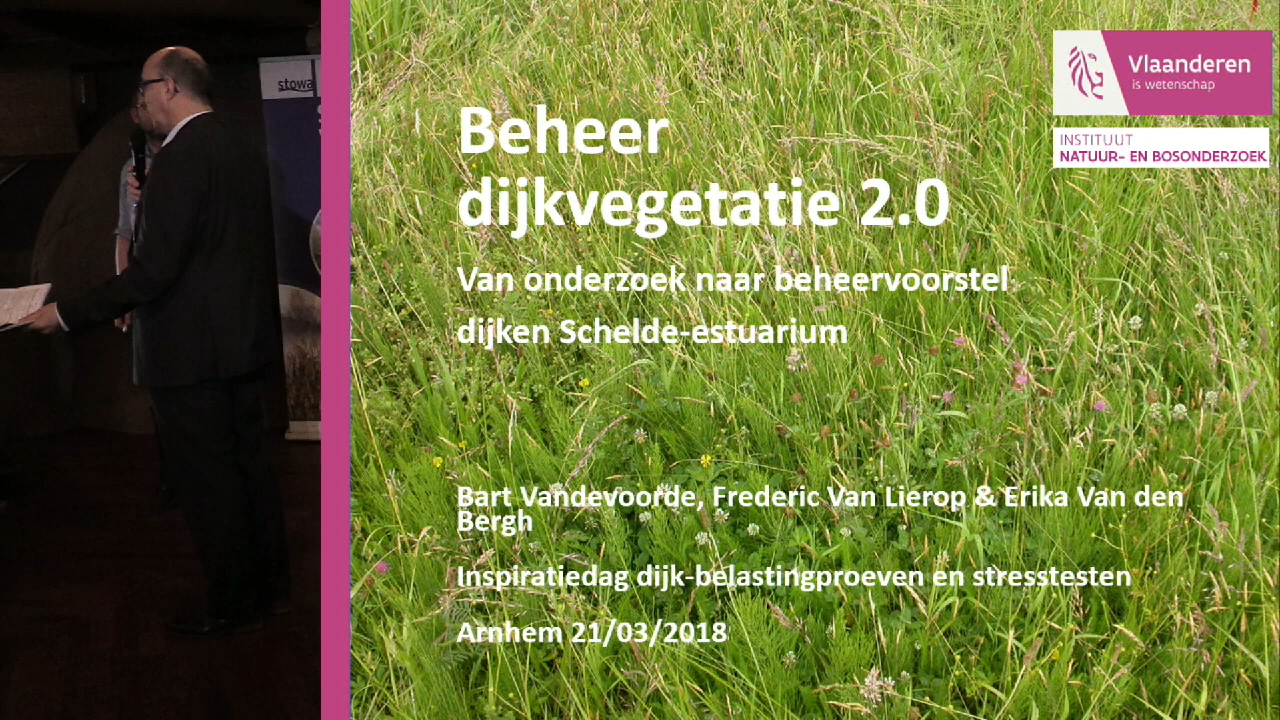 stowa
Vlaanderen
is wetenschap
INSTITUUT
NATUUR- EN BOSONDERZOEK
Beheer
dijkvegetatie 2.0
Van onderzoek naar beheervoorstel
dijken Schelde-estuarium
Bart Vandevoorde, Frederic Van Lierop & Erika Van den
Bergh
Inspiratiedag dijk-belastingproeven en stresstesten
Arnhem 21/03/2018